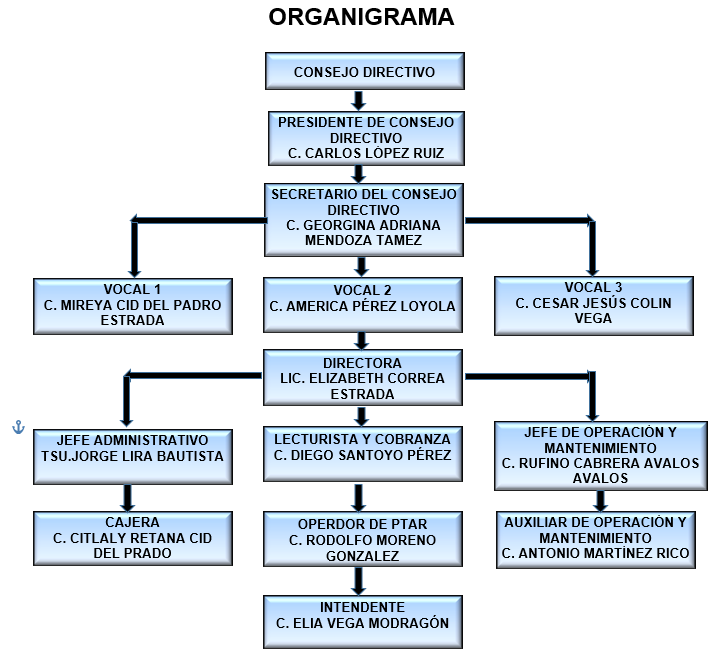 ORGANIGRAMA
CONSEJO DIRECTIVO
PRESIDENTE DE CONSEJO
DIRECTIVO
C. CARLOS LÓPEZ RUIZ
SECRETARIO DEL CONSEJO
DIRECTIVO
C. GEORGINA ADRIANA
MENDOZA TAMEZ
VOCAL 1
C. MIREYA CID DEL PADRO
ESTRADA
VOCAL 2
C. AMERICA PÉREZ LOYOLA
VOCAL 3
C. CESAR JESÚS COLIN
VEGA
DIRECTORA
LIC. ELIZABETH CORREA
ESTRADA
JEFE ADMINISTRATIVO
TSU.JORGE LIRA BAUTISTA
LECTURISTA Y COBRANZA
C. DIEGO SANTOYO PÉREZ
JEFE DE OPERACIÓN Y
MANTENIMIENTO
C. RUFINO CABRERA AVALOS
AVALOS
CAJERA
C. CITLALY RETANA CID
DEL PRADO
OPERDOR DE PTAR
C. RODOLFO MORENO
GONZALEZ
AUXILIAR DE OPERACIÓN Y
MANTENIMIENTO
C. ANTONIO MARTÍNEZ RICO
INTENDENTE
C. ELIA VEGA MODRAGÓN